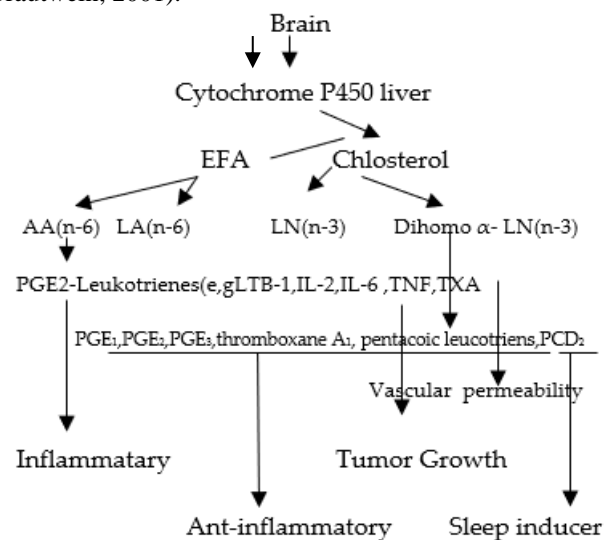 Brain
Cytochrome P450 liver
EFA Chlosterol
AA(n-6) LA(n-6) LN(n-3) Dihomo α- LN(n-3)
PGE2-Leukotrienes(e,gLTB-1,IL-2,IL-6 ,TNF,TXA
PGE₁,PGE₂,PGE₃,thromboxane A₁, pentacoic leucotriens,PCD₂
Vascular permeability
Inflammatary Tumor Growth
Ant-inflammatory Sleep inducer